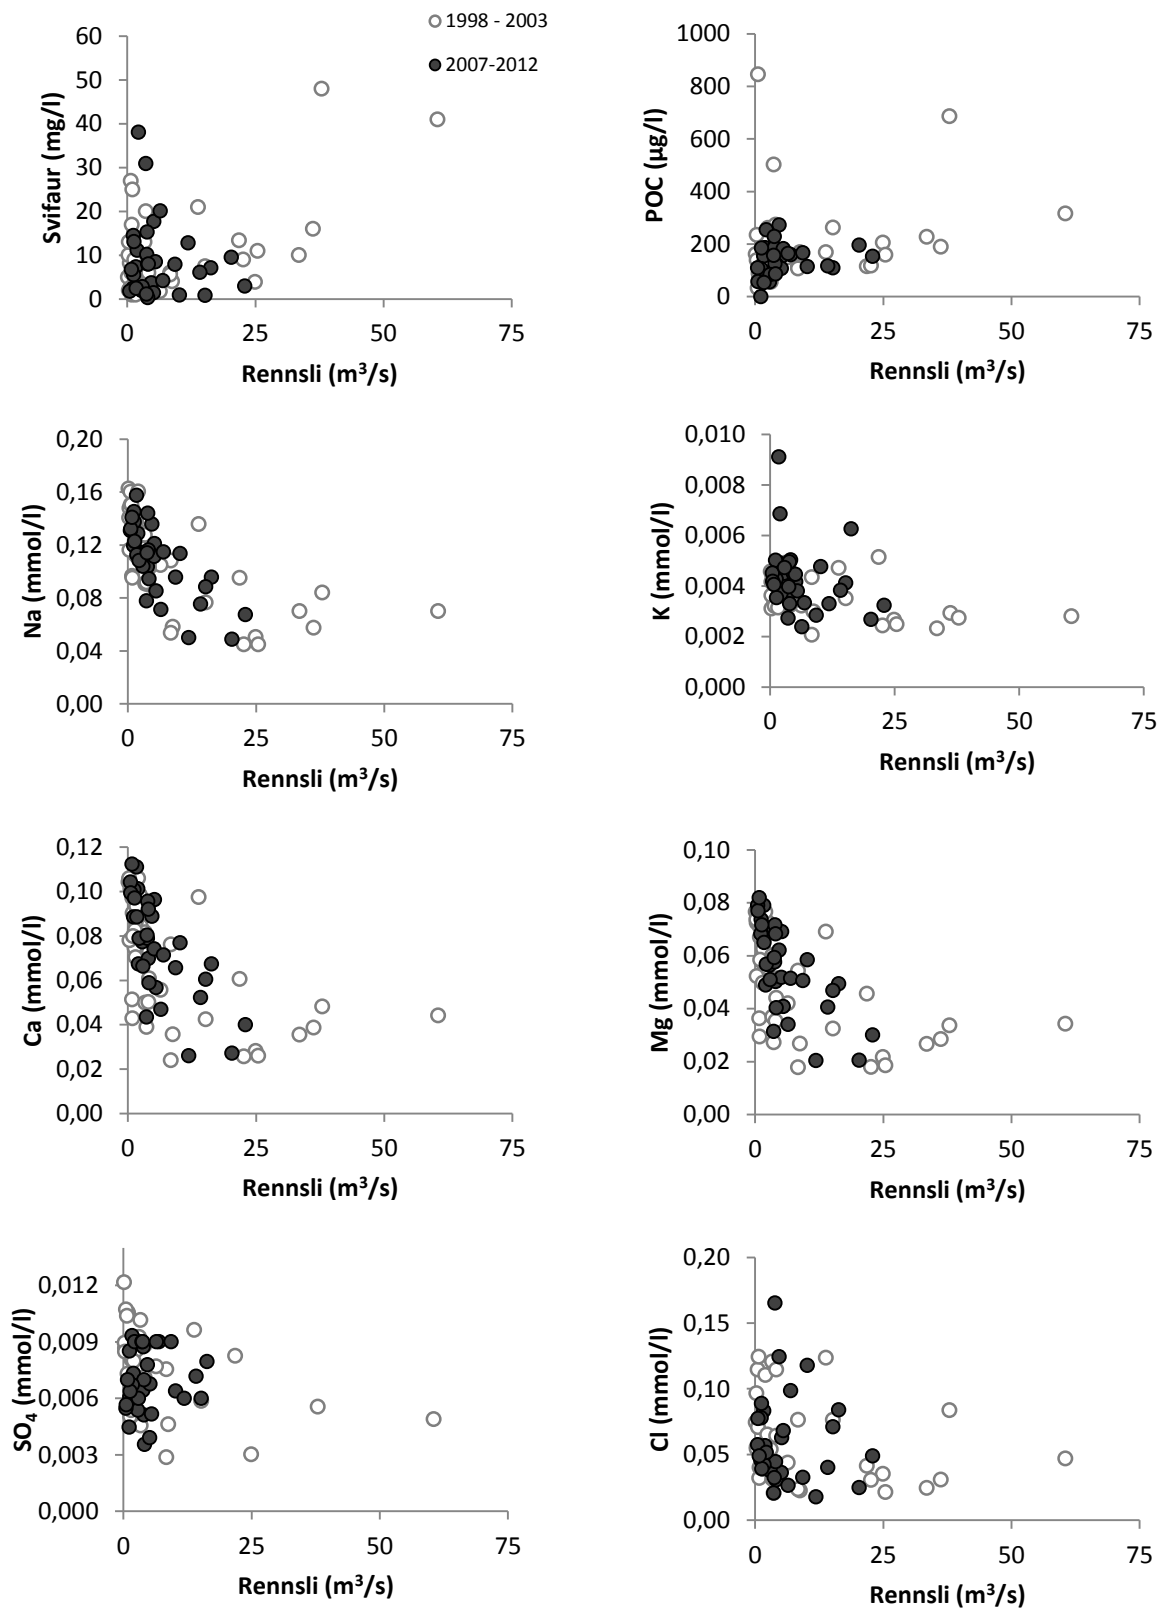 1998 - 2003
2007-2012
60
50
40
30
20
10
0
Svifaur (mg/l)
0 25 50 75
Rennsli (m³/s)
1000
800
600
400
200
0
POC (µg/l)
0 25 50 75
Rennsli (m³/s)
0,20
0,16
0,12
0,08
0,04
0,00
Na (mmol/l)
0 25 50 75
Rennsli (m³/s)
0,010
0,008
0,006
0,004
0,002
0,000
K (mmol/l)
0 25 50 75
Rennsli (m³/s)
0,12
0,10
0,08
0,06
0,04
0,02
0,00
Ca (mmol/l)
0 25 50 75
Rennsli (m³/s)
0,10
0,08
0,06
0,04
0,02
0,00
Mg (mmol/l)
0 25 50 75
Rennsli (m³/s)
0,012
0,009
0,006
0,003
0,000
SO₄ (mmol/l)
0 25 50 75
Rennsli (m³/s)
0,20
0,15
0,10
0,05
0,00
Cl (mmol/l)
0 25 50 75
Rennsli (m³/s)